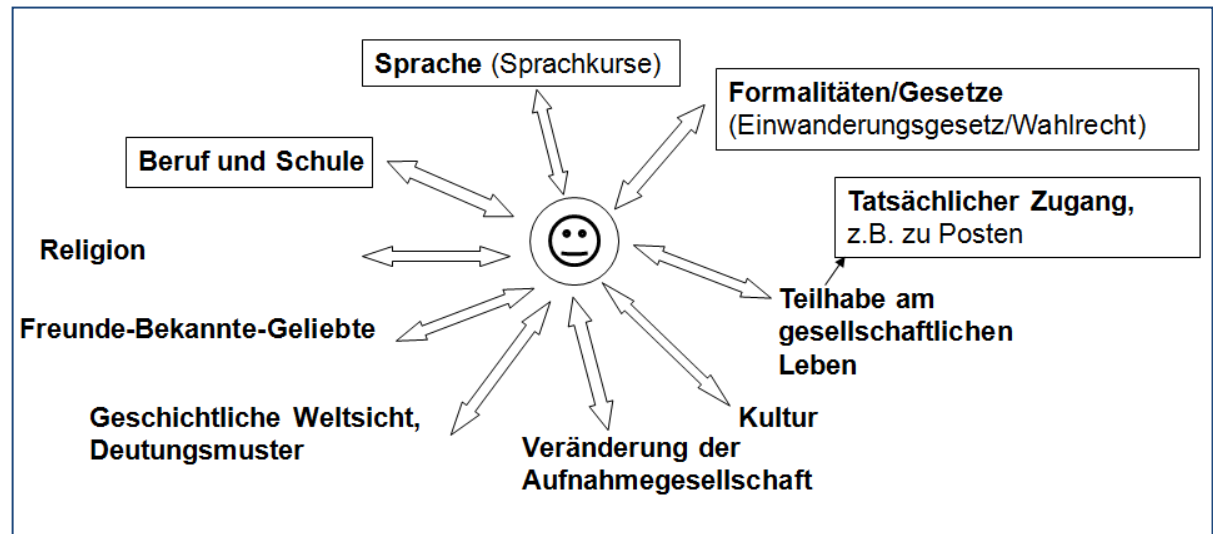 Sprache (Sprachkurse)
Formalitäten/Gesetze
(Einwanderungsgesetz/Wahlrecht)
Beruf und Schule
Tatsächlicher Zugang,
z.B. zu Posten
Religion
Teilhabe am
gesellschaftlichen
Leben
Freunde-Bekannte-Geliebte
Geschichtliche Weltsicht,
Deutungsmuster
Kultur
Veränderung der
Aufnahmegesellschaft